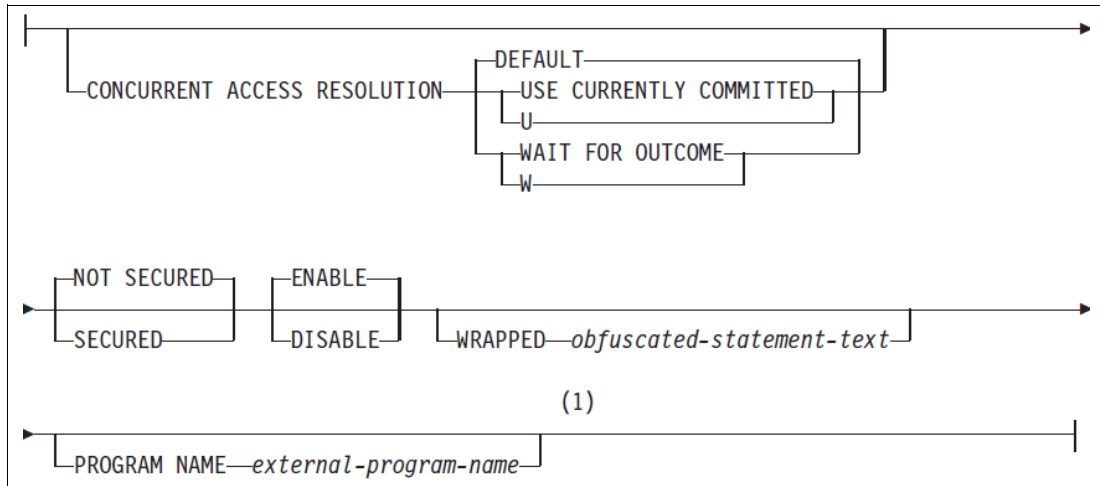 DEFAULT
CONCURRENT ACCESS RESOLUTION USE CURRENTLY COMMITTED
U
WAIT FOR OUTCOME
W
NOT SECURED ENABLE
SECURED DISABLE WRAPPED obfuscated-statement-text
(1)
PROGRAM NAME external-program-name